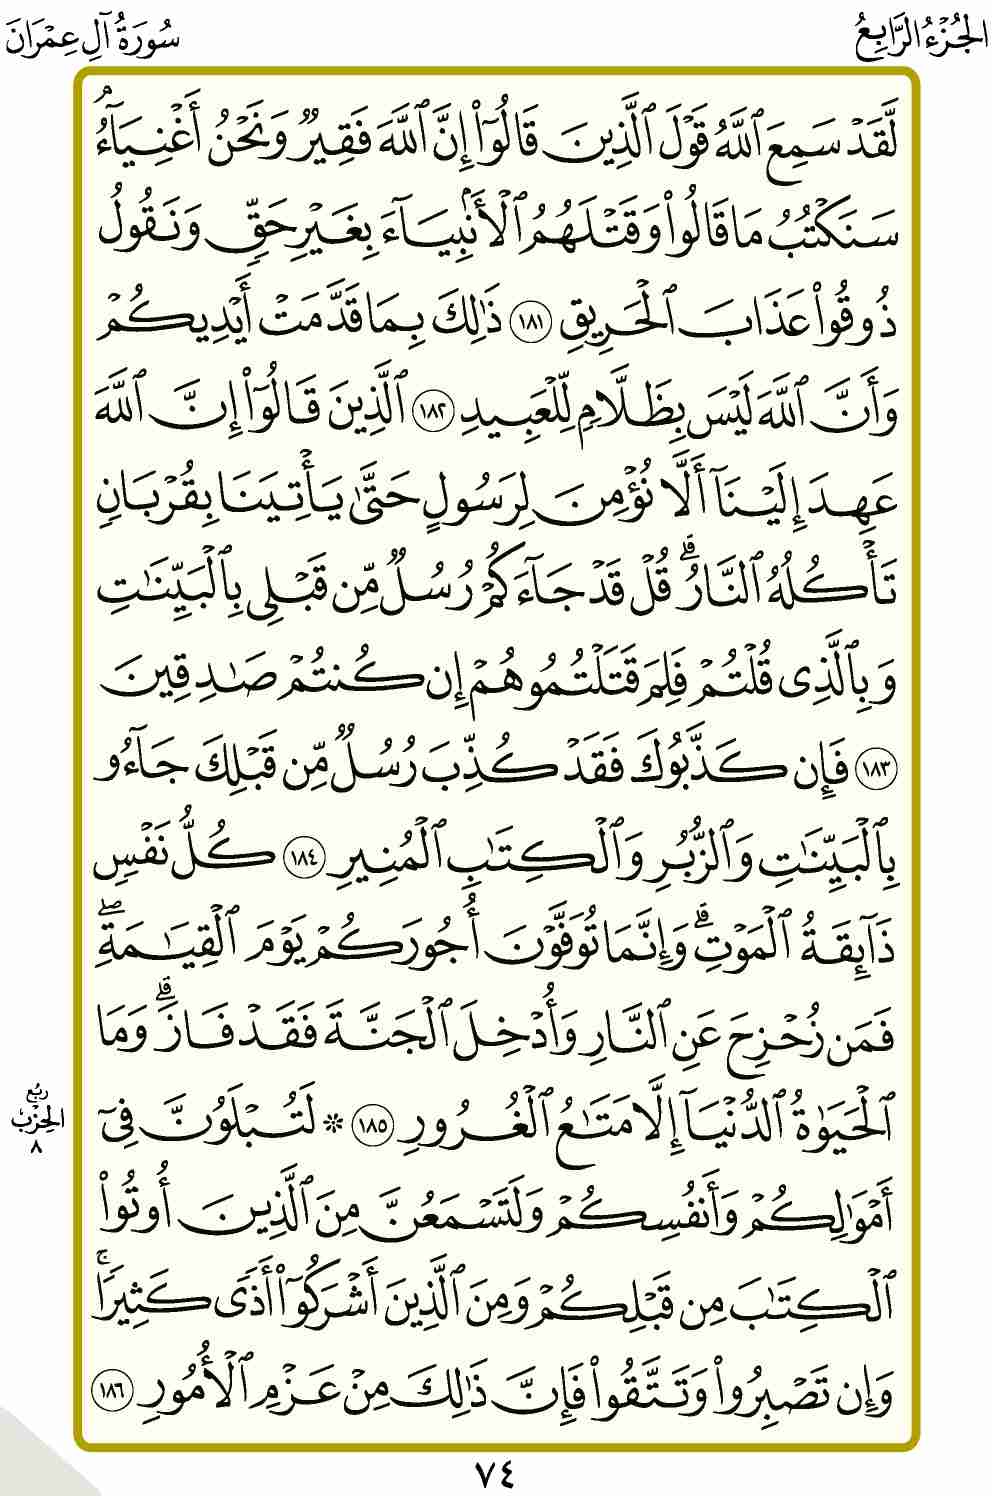 الجُزْءُ الرَّابِعُ
سُورَةُ آلِ عِمْرَانَ
لَّقَدْ سَمِعَ ٱللَّهُ قَوْلَ ٱلَّذِينَ قَالُوٓاْ إِنَّ ٱللَّهَ فَقِيرٌ وَنَحْنُ أَغْنِيَآءُۘ
سَنَكْتُبُ مَا قَالُواْ وَقَتْلَهُمُ ٱلْأَنۢبِيَآءَ بِغَيْرِ حَقٍّ وَنَقُولُ
ذُوقُواْ عَذَابَ ٱلْحَرِيقِ ١٨١ ذَٰلِكَ بِمَا قَدَّمَتْ أَيْدِيكُمْ
وَأَنَّ ٱللَّهَ لَيْسَ بِظَلَّامٍ لِّلْعَبِيدِ ١٨٢ ٱلَّذِينَ قَالُوٓاْ إِنَّ ٱللَّهَ
عَهِدَ إِلَيْنَآ أَلَّا نُؤْمِنَ لِرَسُولٍ حَتَّىٰ يَأْتِيَنَا بِقُرْبَانٍ
تَأْكُلُهُ ٱلنَّارُۗ قُلْ قَدْ جَآءَكُمْ رُسُلٌ مِّن قَبْلِى بِٱلْبَيِّنَٰتِ
وَبِٱلَّذِى قُلْتُمْ فَلِمَ قَتَلْتُمُوهُمْ إِن كُنتُمْ صَٰدِقِينَ
١٨٣ فَإِن كَذَّبُوكَ فَقَدْ كُذِّبَ رُسُلٌ مِّن قَبْلِكَ جَآءُو
بِٱلْبَيِّنَٰتِ وَٱلزُّبُرِ وَٱلْكِتَٰبِ ٱلْمُنِيرِ ١٨٤ كُلُّ نَفْسٍ
ذَآئِقَةُ ٱلْمَوْتِۗ وَإِنَّمَا تُوَفَّوْنَ أُجُورَكُمْ يَوْمَ ٱلْقِيَٰمَةِۖ
فَمَن زُحْزِحَ عَنِ ٱلنَّارِ وَأُدْخِلَ ٱلْجَنَّةَ فَقَدْ فَازَۗ وَمَا
ٱلْحَيَوٰةُ ٱلدُّنْيَآ إِلَّا مَتَٰعُ ٱلْغُرُورِ ١٨٥ ۞ لَتُبْلَوُنَّ فِىٓ
رُبْعُ
الحِزْبِ
٨
أَمْوَٰلِكُمْ وَأَنفُسِكُمْ وَلَتَسْمَعُنَّ مِنَ ٱلَّذِينَ أُوتُواْ
ٱلْكِتَٰبَ مِن قَبْلِكُمْ وَمِنَ ٱلَّذِينَ أَشْرَكُوٓاْ أَذًى كَثِيرًاۚ
وَإِن تَصْبِرُواْ وَتَتَّقُواْ فَإِنَّ ذَٰلِكَ مِنْ عَزْمِ ٱلْأُمُورِ ١٨٦
٧٤